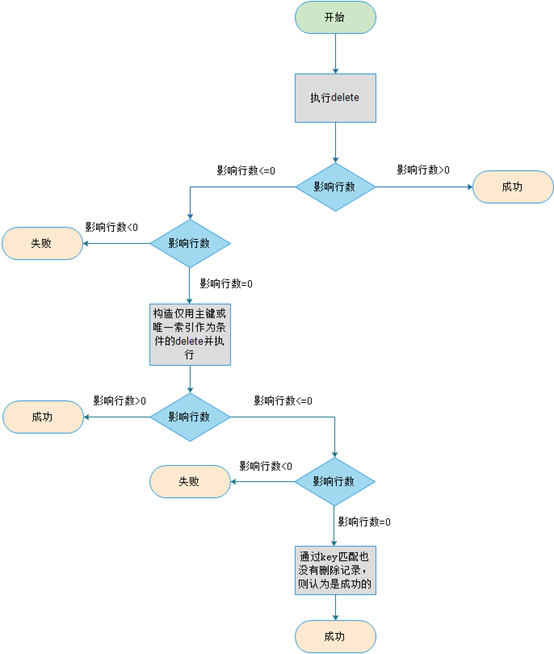 开始
执行delete
影响行数<=0
影响行数>0
影响行数
成功
影响行数<0
失败
影响行数
影响行数=0
构造仅用主键或
唯一索引作为条
件的delete并执
行
影响行数>0
影响行数<=0
成功
影响行数
影响行数<0
失败
影响行数
影响行数=0
通过key匹配也
没有删除记录，
则认为是成功的
成功